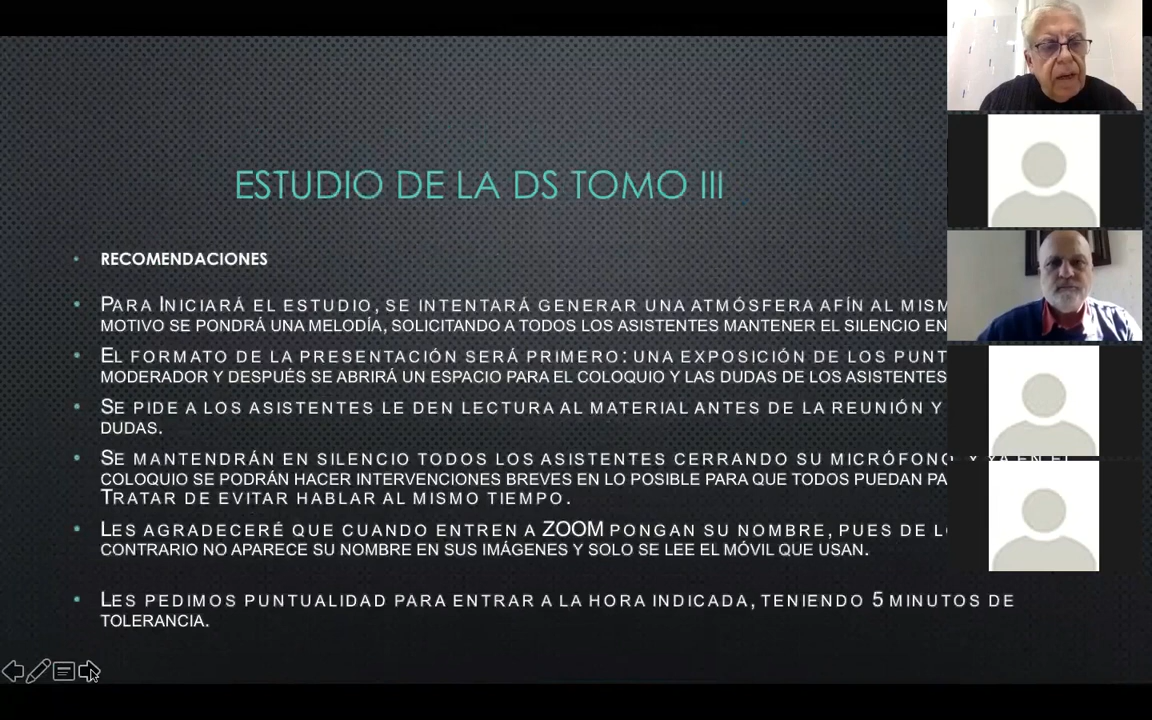 ESTUDIO DE LA DS TOMO III
• RECOMENDACIONES
• PARA INICIARÁ EL ESTUDIO, SE INTENTARÁ GENERAR UNA ATMÓSFERA AFÍN AL
MOTIVO SE PONDRÁ UNA MELODÍA, SOLICITANDO A TODOS LOS ASISTENTES MANTENER EL SILENCIO EN
• EL FORMATO DE LA PRESENTACIÓN SERÁ PRIMERO: UNA EXPOSICIÓN DE LOS
MODERADOR Y DESPUÉS SE ABRIRÁ UN ESPACIO PARA EL COLOQUIO Y LAS DUDAS DE LOS ASISTENTES
• SE PIDE A LOS ASISTENTES LE DEN LECTURA AL MATERIAL ANTES DE LA REUNIÓN Y
DUDAS.
• SE MANTENDRÁN EN SILENCIO TODOS LOS ASISTENTES CERRANDO SU MICRÓFONO Y YA EN EL
COLOQUIO SE PODRÁN HACER INTERVENCIONES BREVES EN LO POSIBLE PARA QUE TODOS PUEDAN
TRATAR DE EVITAR HABLAR AL MISMO TIEMPO.
• LES AGRADECERÉ QUE CUANDO ENTREN A ZOOM PONGAN SU NOMBRE, PUES DE LO
CONTRARIO NO APARECE SU NOMBRE EN SUS IMÁGENES Y SOLO SE LEE EL MÓVIL QUE USAN.
• LES PEDIMOS PUNTUALIDAD PARA ENTRAR A LA HORA INDICADA, TENIENDO 5 MINUTOS DE
TOLERANCIA.